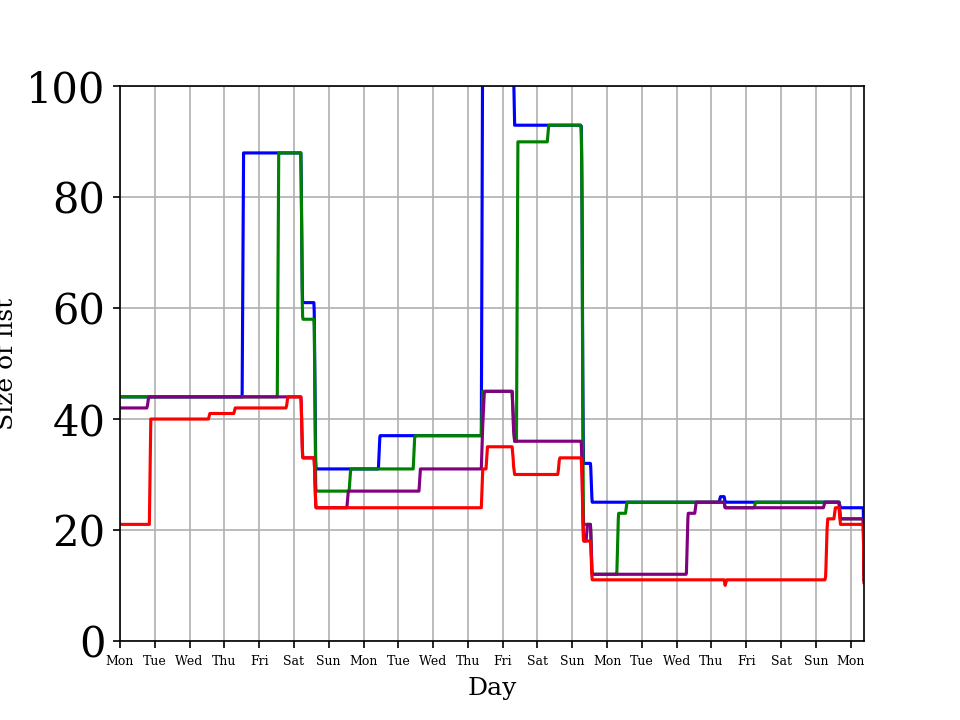 100
80
60
40
20
0
Size of list
Mon Tue Wed Thu Fri Sat Sun Mon Tue Wed Thu Fri Sat Sun Mon Tue Wed Thu Fri Sat Sun Mon
Day